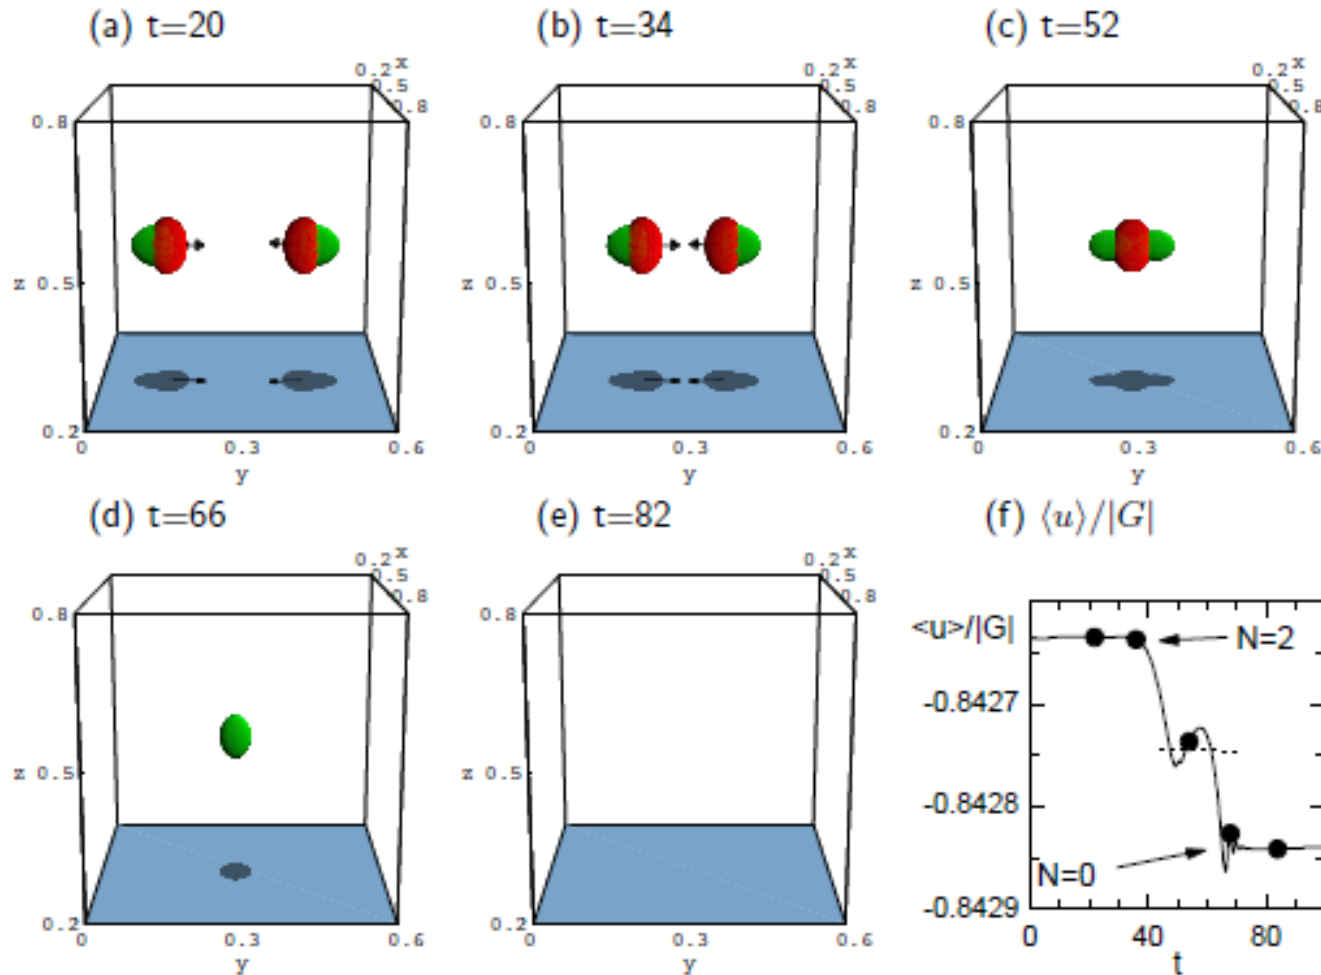 (a) t=20
(b) t=34
(c) t=52
0.2 x
0.5
0.8
0.8
z 0.5
0.2
0 0.3 0.6
y
0.2 x
0.5
0.8
0.8
z 0.5
0.2
0 0.3 0.6
y
0.2 x
0.5
0.8
0.8
z 0.5
0.2
0 0.3 0.6
y
(d) t=66
(e) t=82
(f) ⟨u⟩/|G|
0.2 x
0.5
0.8
0.8
z 0.5
0.2
0 0.3 0.6
y
0.2 x
0.5
0.8
0.8
z 0.5
0.2
0 0.3 0.6
y
<u>/|G|
N=2
-0.8427
-0.8428
N=0
-0.8429
0 40 80
t